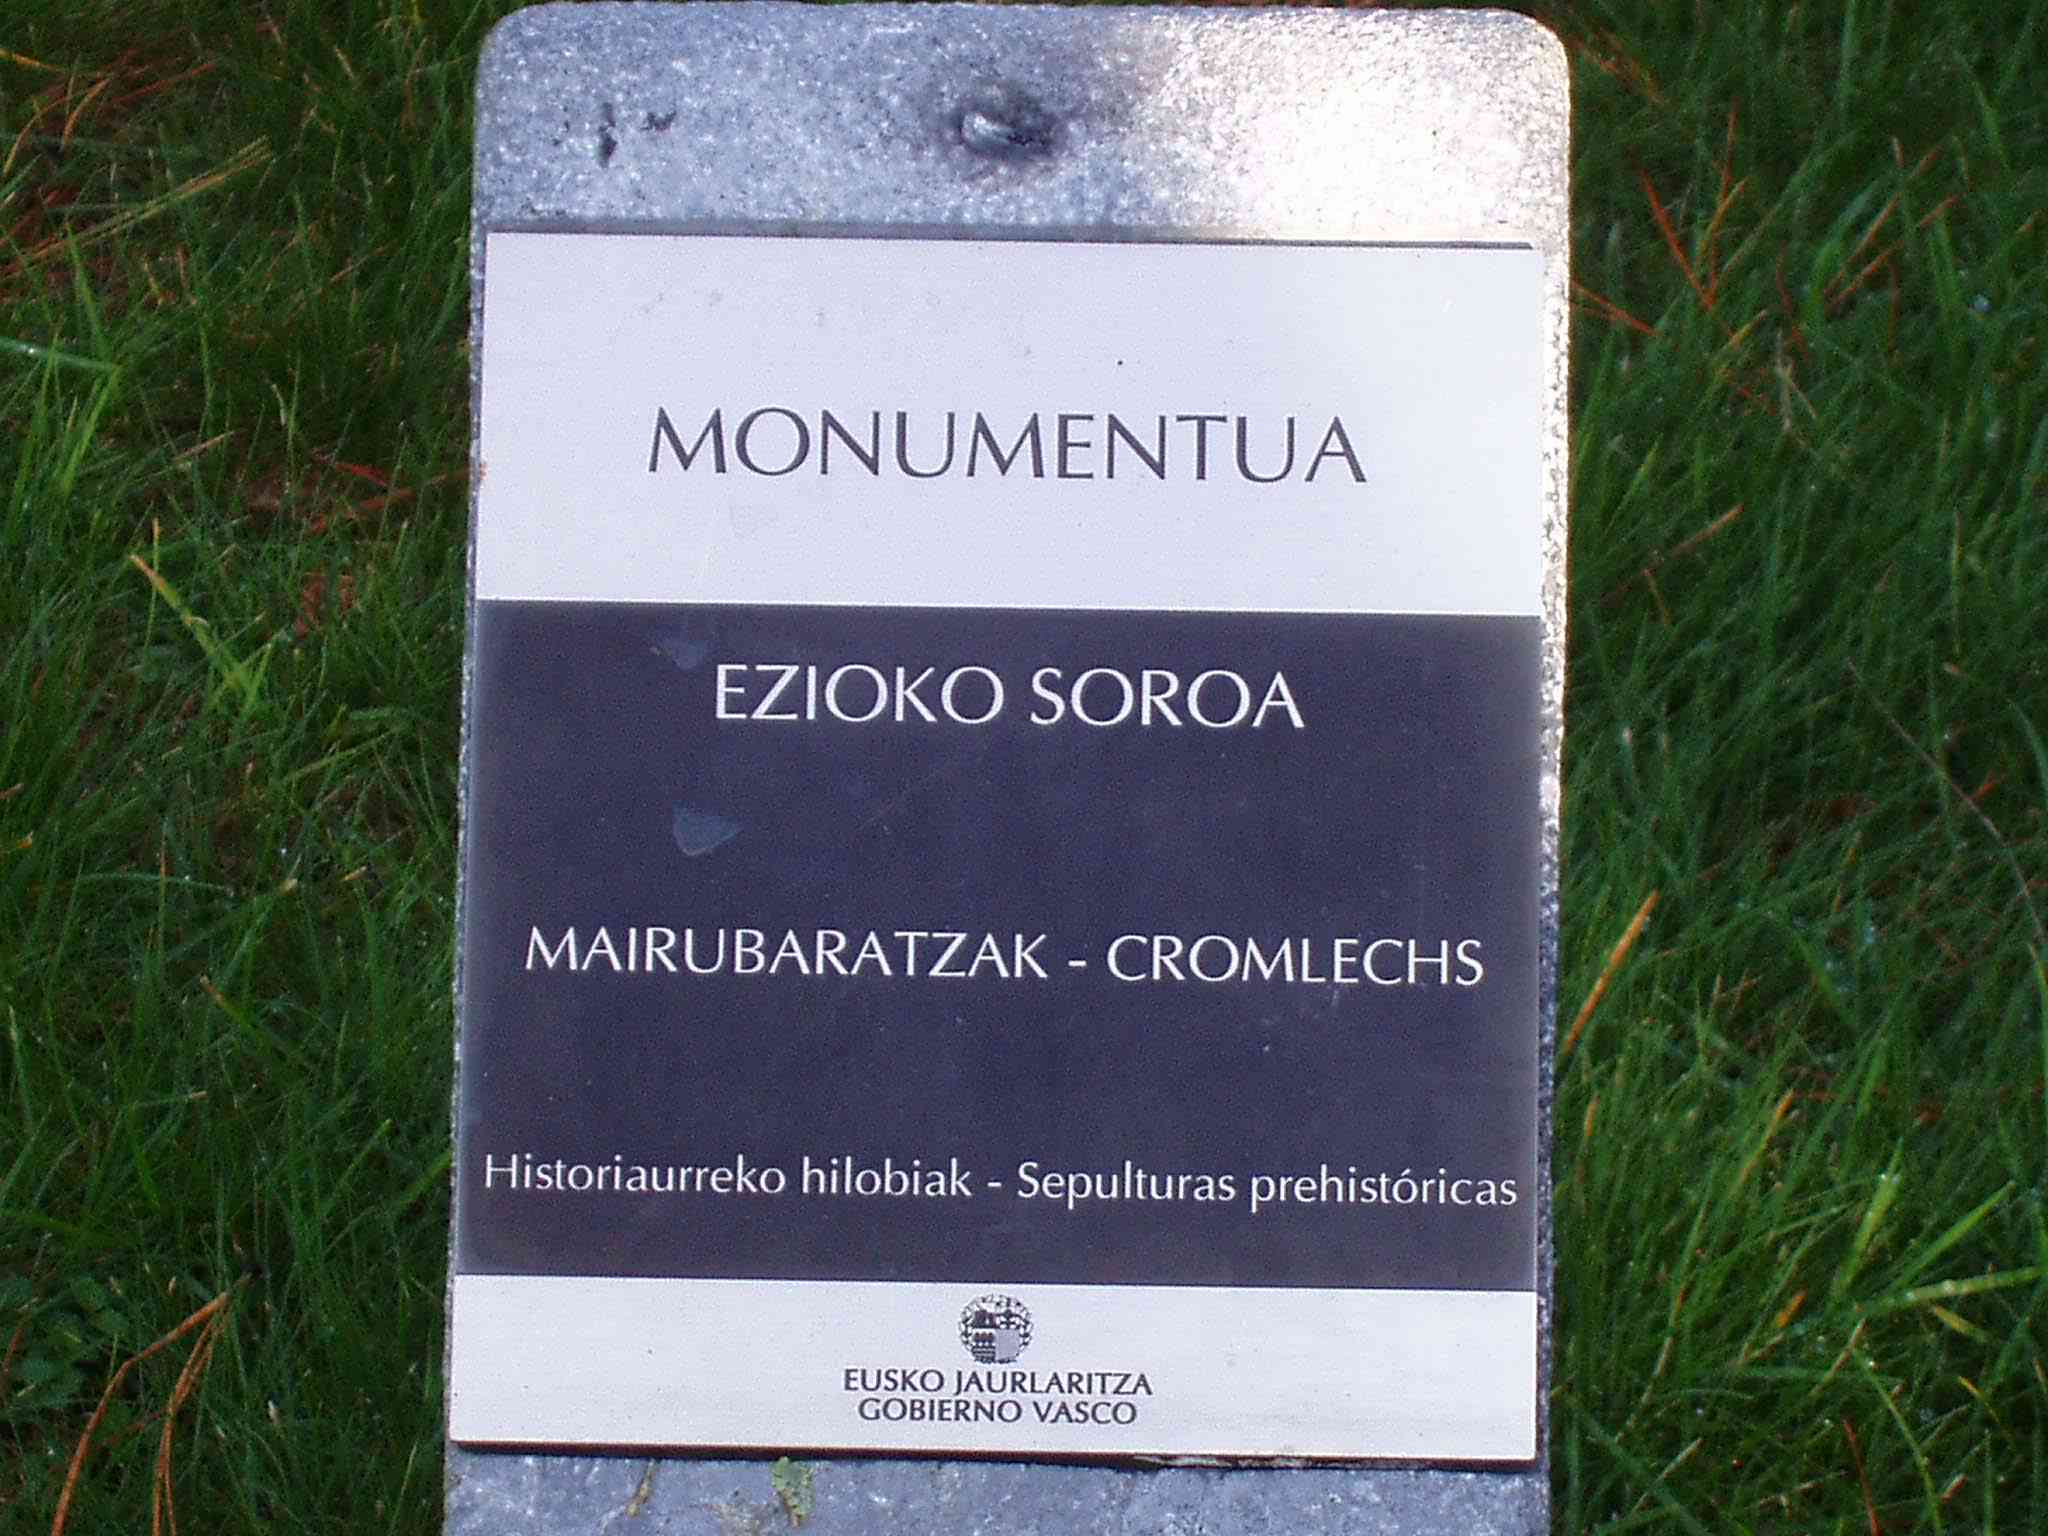 MONUMENTUA
EZIOKO SOROA
MAIRUBARATZAK - CROMLECHS
Historiaurreko hilobiak - Sepulturas prehistóricas
EUSKO JAURLARITZA
GOBIERNO VASCO